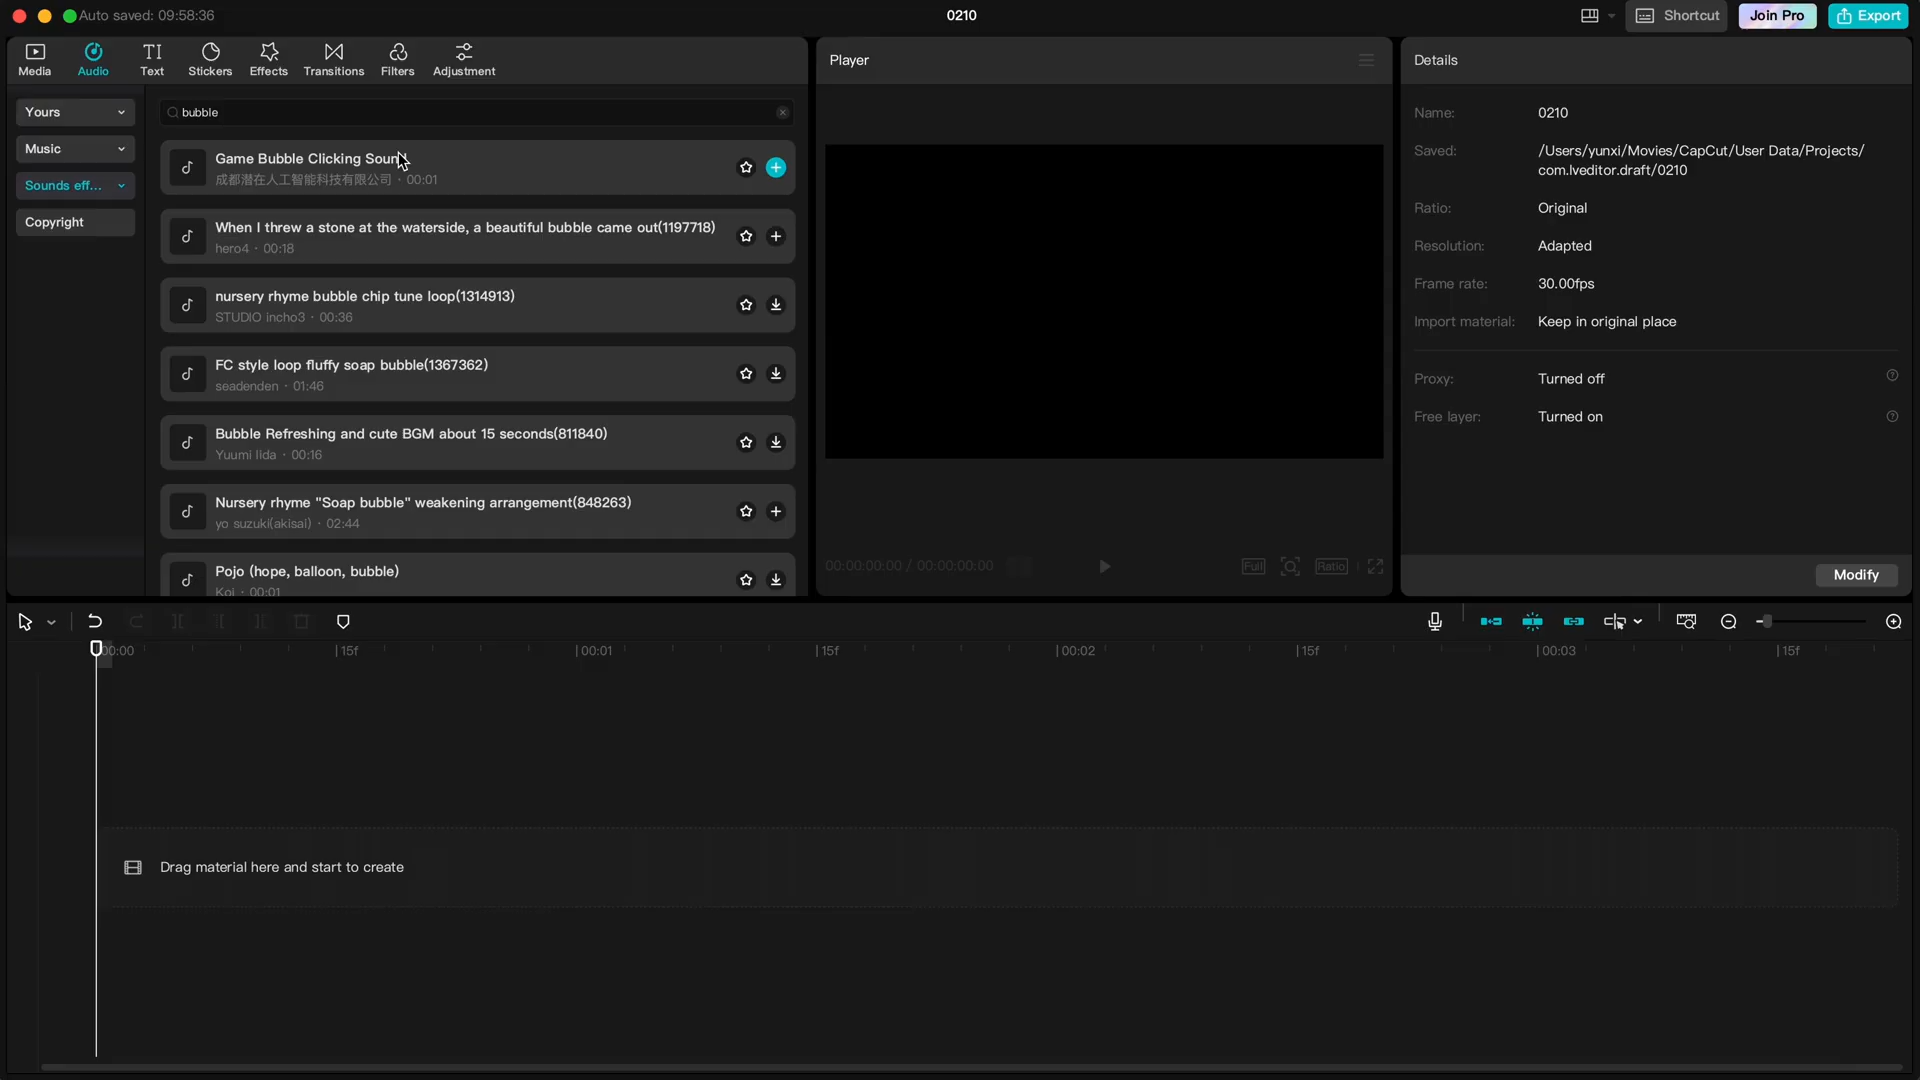 Auto saved: 09:58:36
0210
Shortcut
Join Pro
Export
Media
Audio
Text
Stickers
Effects
Transitions
Filters
Adjustment
Yours
Music
Sounds eff...
Copyright
bubble
Game Bubble Clicking Sound
成都潜在人工智能科技有限公司 · 00:01
When I threw a stone at the waterside, a beautiful bubble came out(1197718)
hero4 · 00:18
nursery rhyme bubble chip tune loop(1314913)
STUDIO incho3 · 00:36
FC style loop fluffy soap bubble(1367362)
seadenden · 01:46
Bubble Refreshing and cute BGM about 15 seconds(811840)
Yuumi Iida · 00:16
Nursery rhyme "Soap bubble" weakening arrangement(848263)
yo suzuki(akisai) · 02:44
Pojo (hope, balloon, bubble)
Koi · 00:01
Player
00:00:00:00 / 00:00:00:00
Full
Ratio
Details
Name: 0210
Saved: /Users/yunxi/Movies/CapCut/User Data/Projects/
com.lveditor.draft/0210
Ratio: Original
Resolution: Adapted
Frame rate: 30.00fps
Import material: Keep in original place
Proxy: Turned off
Free layer: Turned on
Modify
00:00 |15f |00:01 |15f |00:02 |15f |00:03 |15f
Drag material here and start to create